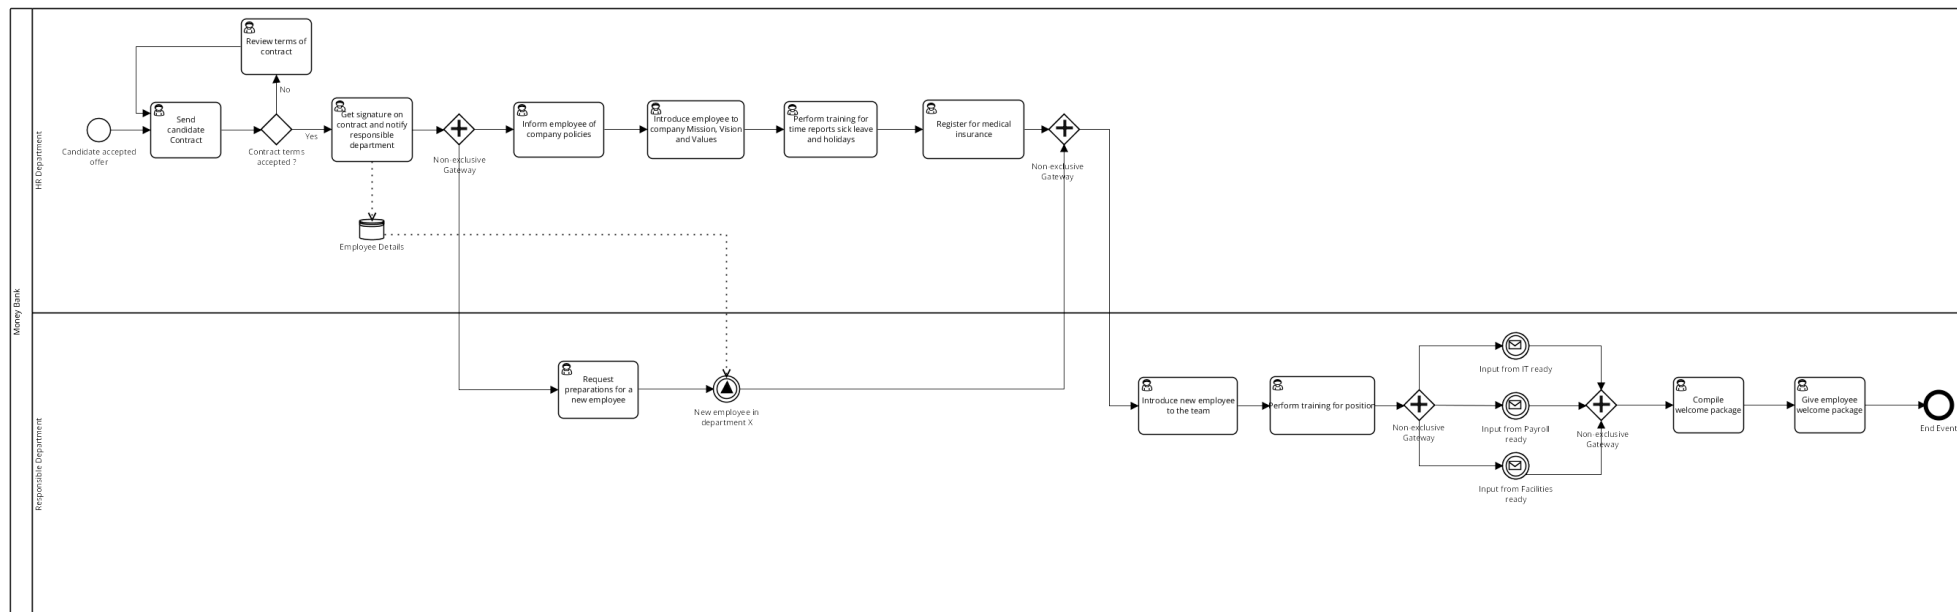 Money Bank
HR Department
Candidate accepted
offer
Send
candidate
Contract
Review terms of
contract
No
Contract terms
accepted ?
Yes
Get signature on
contract and notify
responsible
department
Employee Details
Non-exclusive
Gateway
Inform employee of
company policies
Introduce employee to
company Mission, Vision
and Values
Perform training for
time reports sick leave
and holidays
Register for medical
insurance
Non-exclusive
Gateway
Responsible Department
Request
preparations for a
new employee
New employee in
department X
Introduce new employee
to the team
Perform training for position
Non-exclusive
Gateway
Input from IT ready
Input from Payroll
ready
Input from Facilities
ready
Non-exclusive
Gateway
Compile
welcome package
Give employee
welcome package
End Event